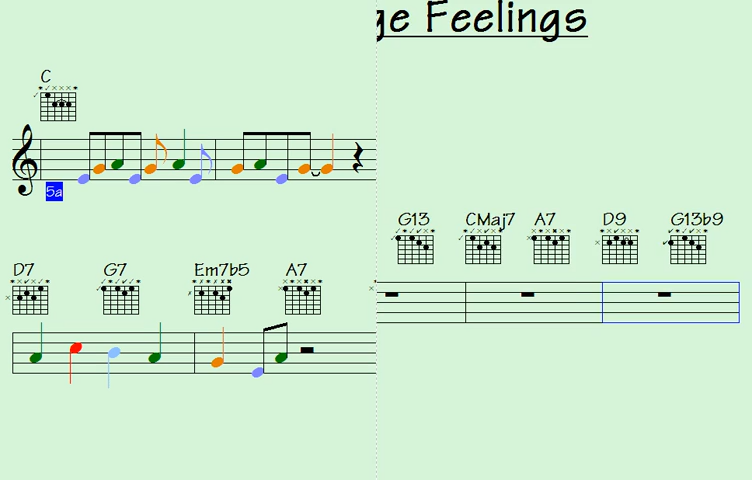 ge Feelings
C
5a
G13 CMaj7 A7 D9 G13b9
D7 G7 Em7b5 A7